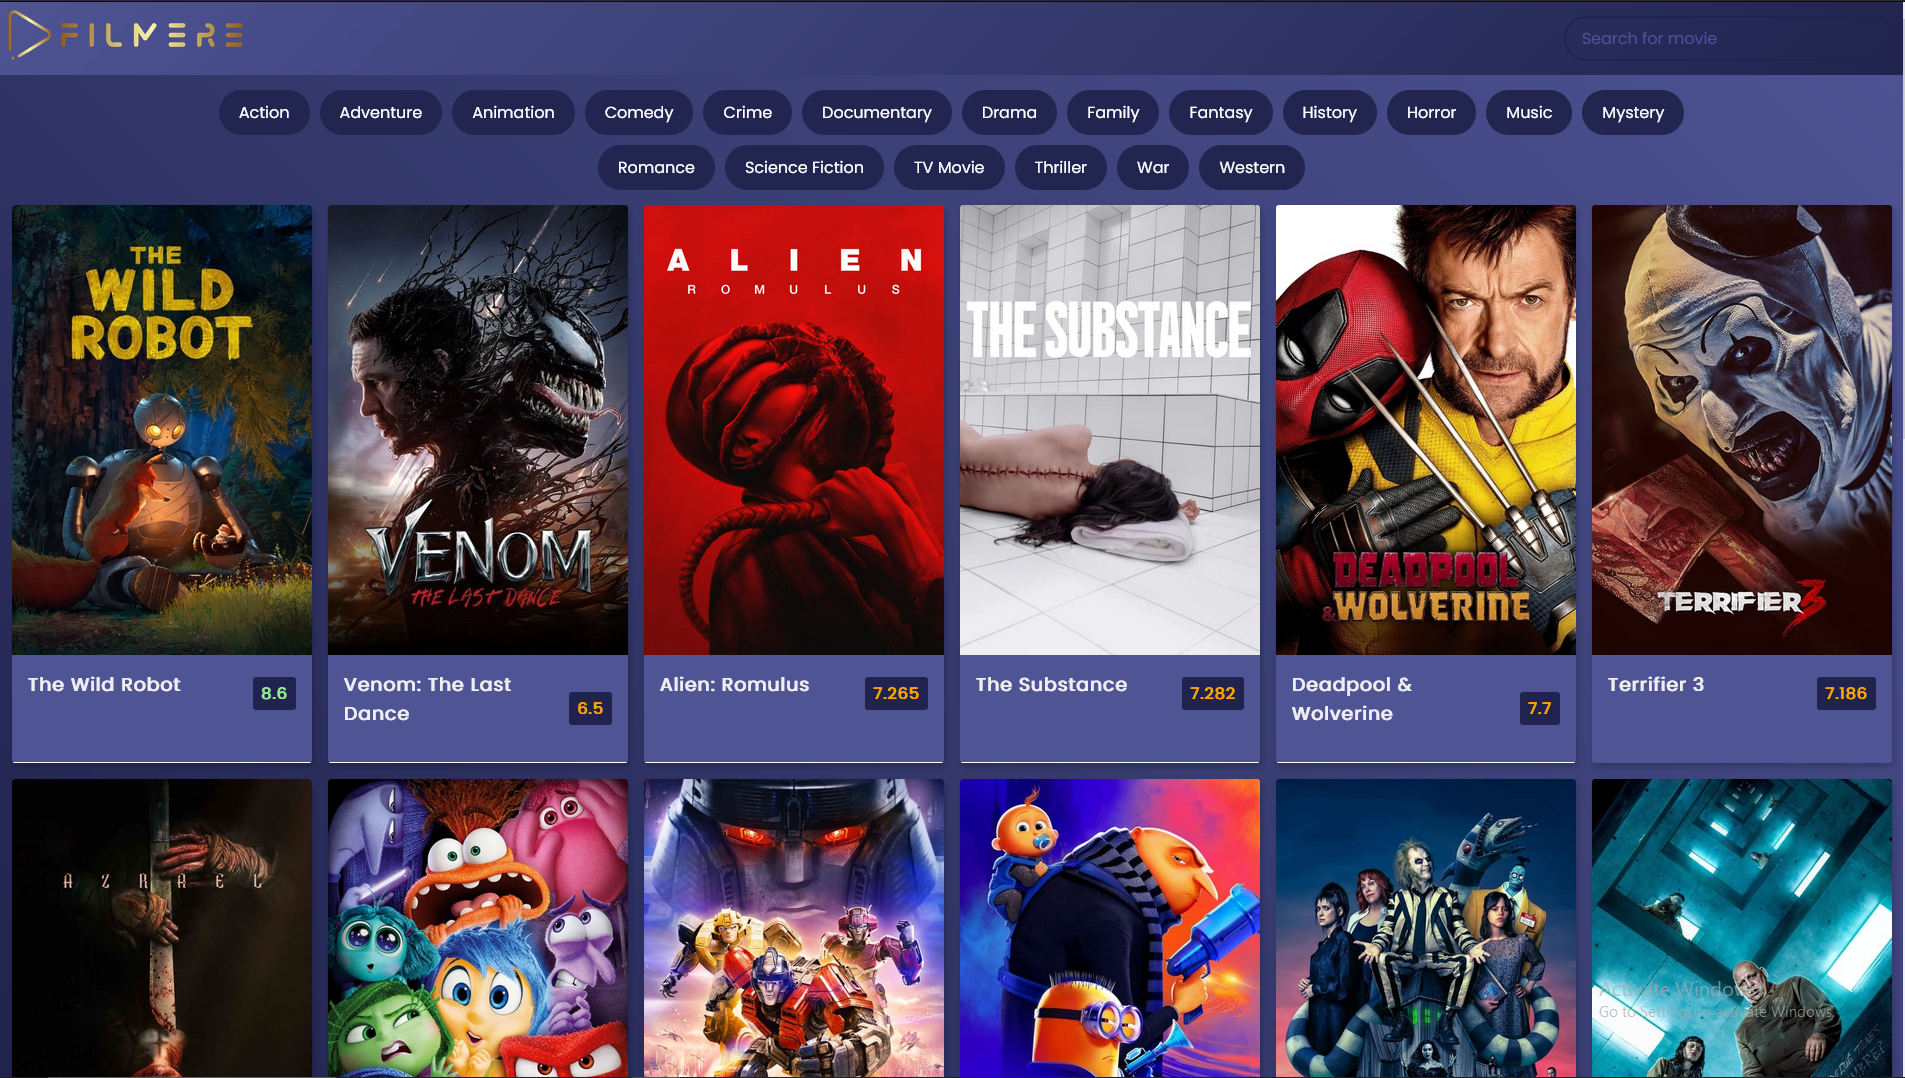 FILMERE
Search for movie
Action Adventure Animation Comedy Crime Documentary Drama Family Fantasy History Horror Music Mystery
Romance Science Fiction TV Movie Thriller War Western
THE
WILD
ROBOT
VENOM
THE LAST DANCE
ALIEN
ROMULUS
THE SUBSTANCE
DEADPOOL
& WOLVERINE
TERRIFIER 3
The Wild Robot
8.6
Venom: The Last
Dance
6.5
Alien: Romulus
7.265
The Substance
7.282
Deadpool &
Wolverine
7.7
Terrifier 3
7.186
AZRAEL
Activate Windows
Go to Settings to activate Windows.